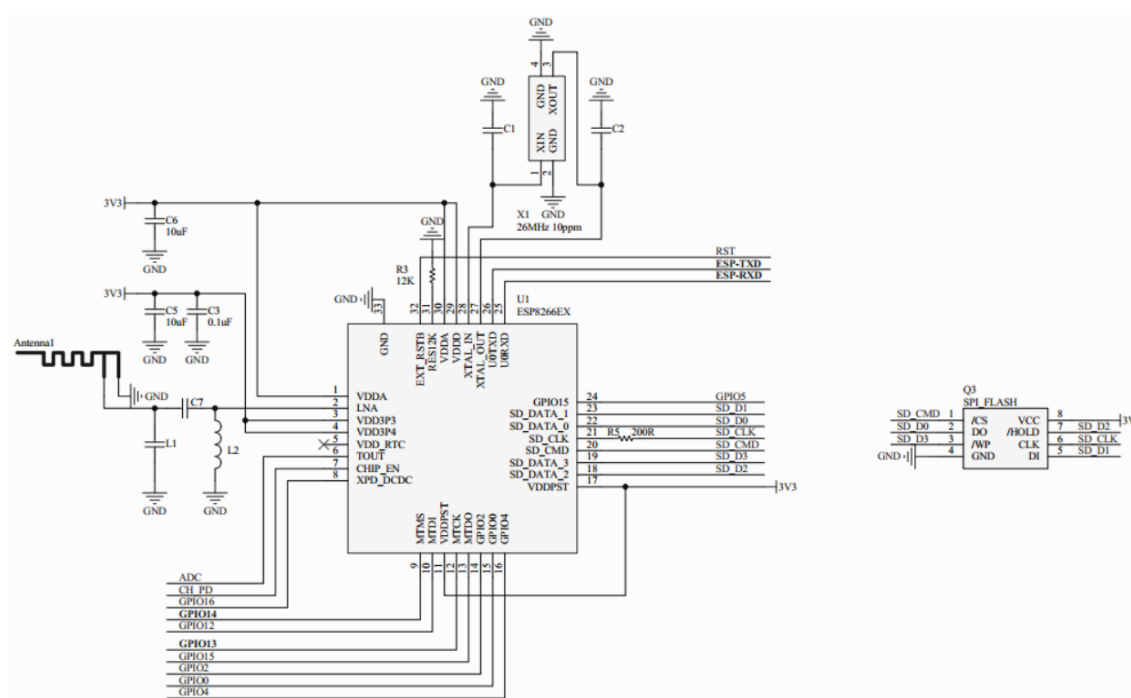 GND
4
3
GND
XOUT
XIN
GND
1
2
GND
C1
GND
C2
X1
GND
26MHz 10ppm
3V3
C6
10uF
GND
GND
R3
12K
RST
ESP-TXD
ESP-RXD
3V3
C5
10uF
C3
0.1uF
GND
GND
GND
33
32
31
30
29
28
27
26
25
U1
ESP8266EX
GND
EXT_RSTB
RES12K
VDDA
VDDD
XTAL_IN
XTAL_OUT
U0TXD
U0RXD
Antenna1
GND
C7
L1
L2
GND
GND
1 VDDA
2 LNA
3 VDD3P3
4 VDD3P4
5 VDD_RTC
6 TOUT
7 CHIP_EN
8 XPD_DCDC
GPIO15 24 GPIO5
SD_DATA_1 23 SD_D1
SD_DATA_0 22 SD_D0
SD_CLK 21 R5 200R SD_CLK
SD_CMD 20 SD_CMD
SD_DATA_3 19 SD_D3
SD_DATA_2 18 SD_D2
VDDPST 17
3V3
MTMS
MTDI
VDDPST
MTCK
MTDO
GPIO2
GPIO0
GPIO4
9
10
11
12
13
14
15
16
ADC
CH_PD
GPIO16
GPIO14
GPIO12
GPIO13
GPIO15
GPIO2
GPIO0
GPIO4
Q3
SPI_FLASH
SD_CMD 1 /CS VCC 8 3V
SD_D0 2 DO /HOLD 7 SD_D2
SD_D3 3 /WP CLK 6 SD_CLK
GND 4 GND DI 5 SD_D1